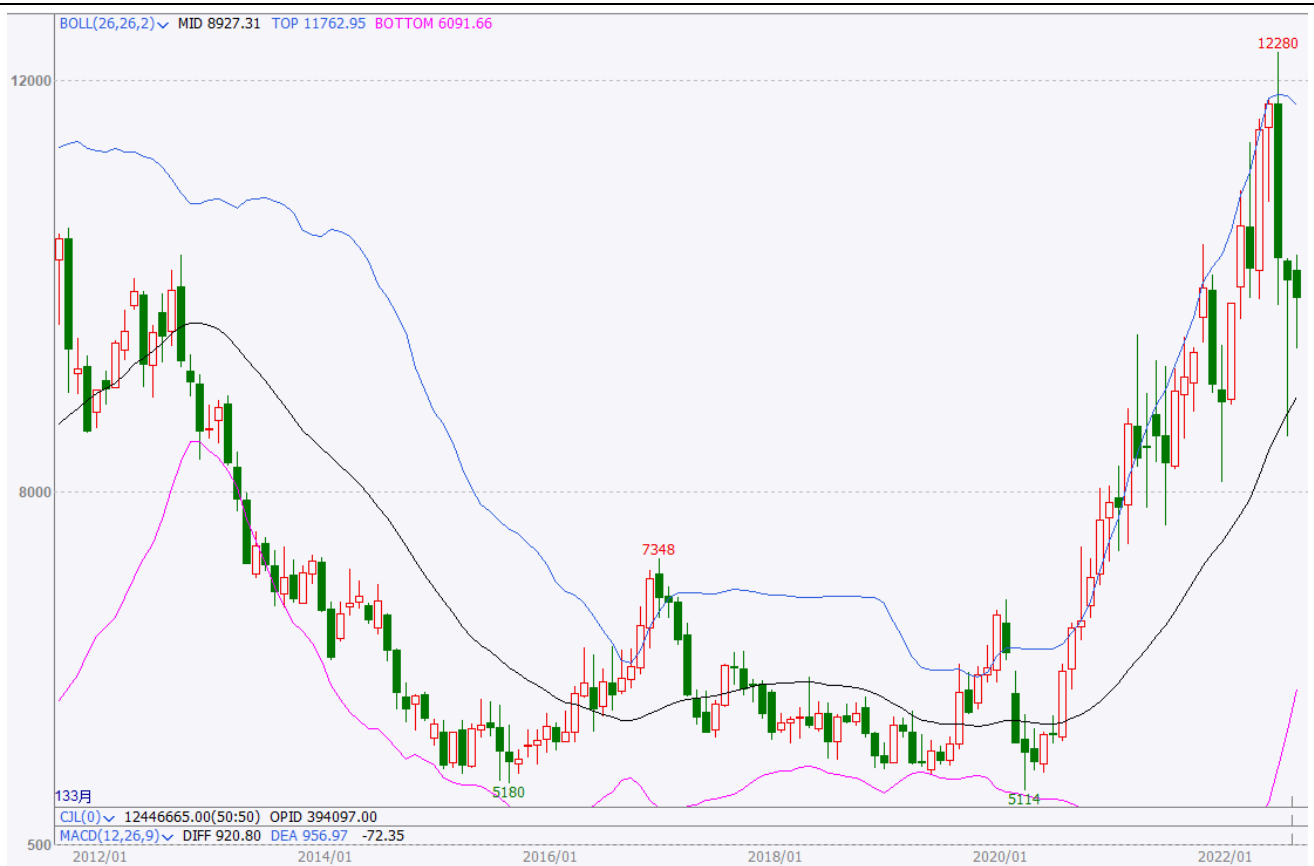 BOLL(26,26,2) MID 8927.31 TOP 11762.95 BOTTOM 6091.66
12280
12000
8000
7348
5180
5114
133月
CJL(0) 12446665.00(50:50) OPID 394097.00
MACD(12,26,9) DIFF 920.80 DEA 956.97 -72.35
500
2012/01 2014/01 2016/01 2018/01 2020/01 2022/01